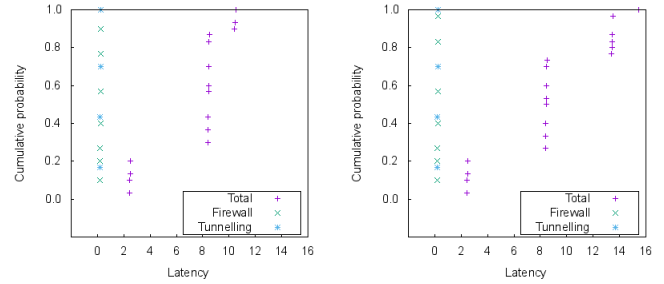 1.0
0.8
0.6
0.4
0.2
0.0
Cumulative probability
Total
Firewall
Tunnelling
0 2 4 6 8 10 12 14 16
Latency
1.0
0.8
0.6
0.4
0.2
0.0
Cumulative probability
Total
Firewall
Tunnelling
0 2 4 6 8 10 12 14 16
Latency